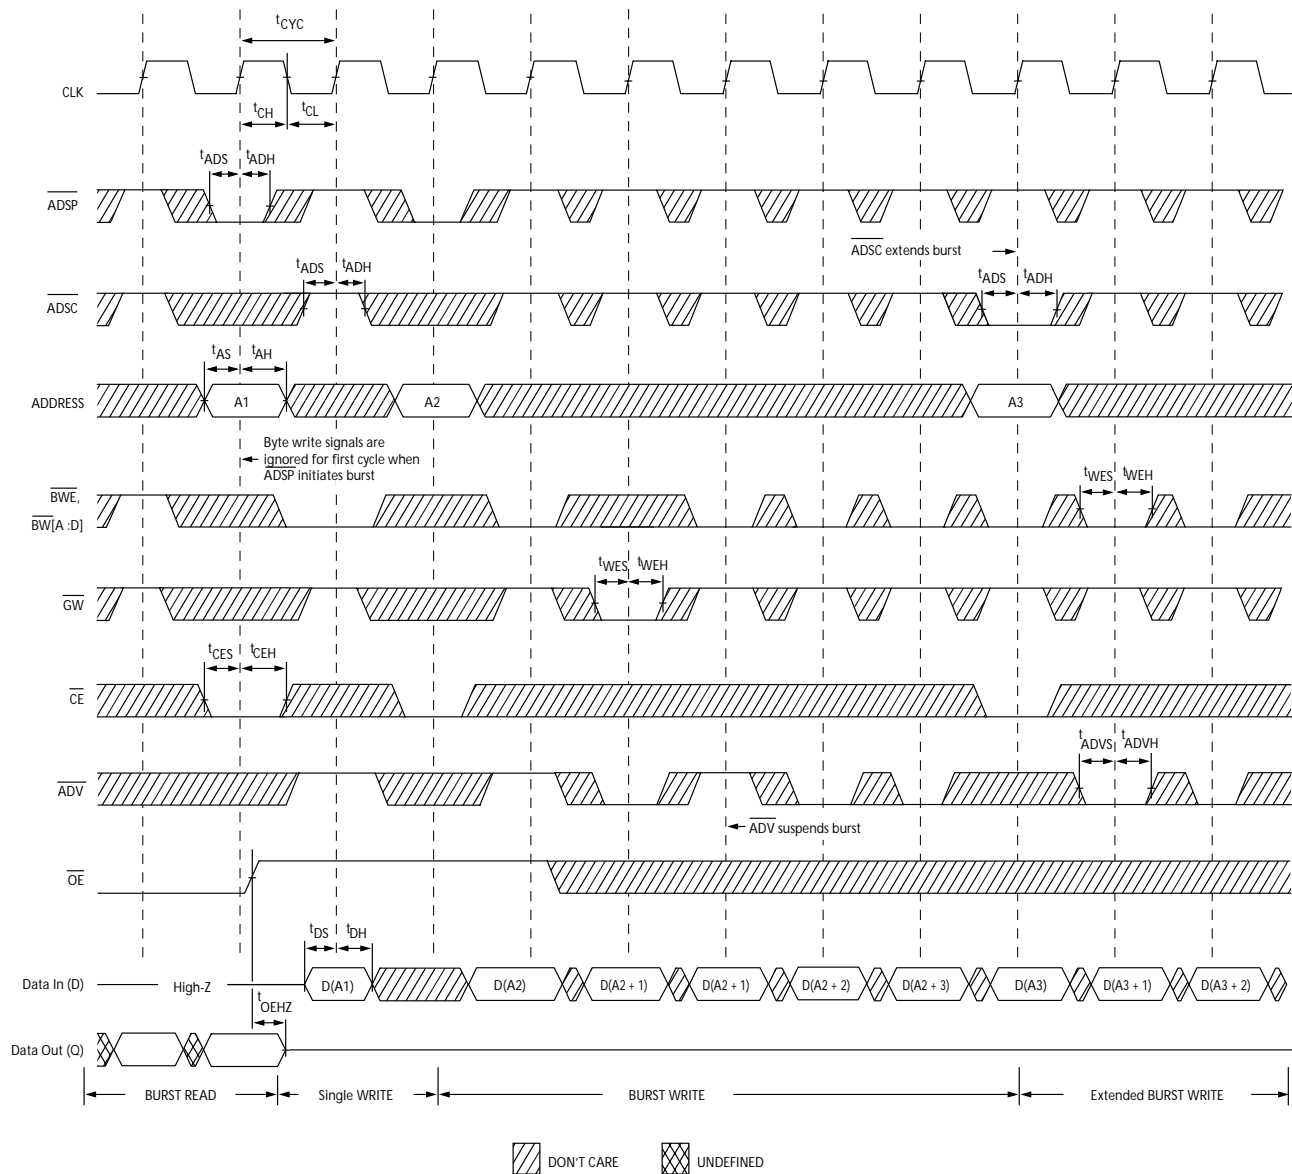 tCYC
CLK
tCH
tCL
tADS
tADH
ADSP
ADSC extends burst
tADS
tADH
tADS
tADH
ADSC
tAS
tAH
ADDRESS
A1
A2
A3
Byte write signals are
ignored for first cycle when
ADSP initiates burst
tWES
tWEH
BWE,
BW[A :D]
tWES
tWEH
GW
tCES
tCEH
CE
tADVS
tADVH
ADV
ADV suspends burst
OE
tDS
tDH
Data In (D)
High-Z
D(A1)
D(A2)
D(A2 + 1)
D(A2 + 1)
D(A2 + 2)
D(A2 + 3)
D(A3)
D(A3 + 1)
D(A3 + 2)
tOEHZ
Data Out (Q)
BURST READ
Single WRITE
BURST WRITE
Extended BURST WRITE
DON'T CARE
UNDEFINED